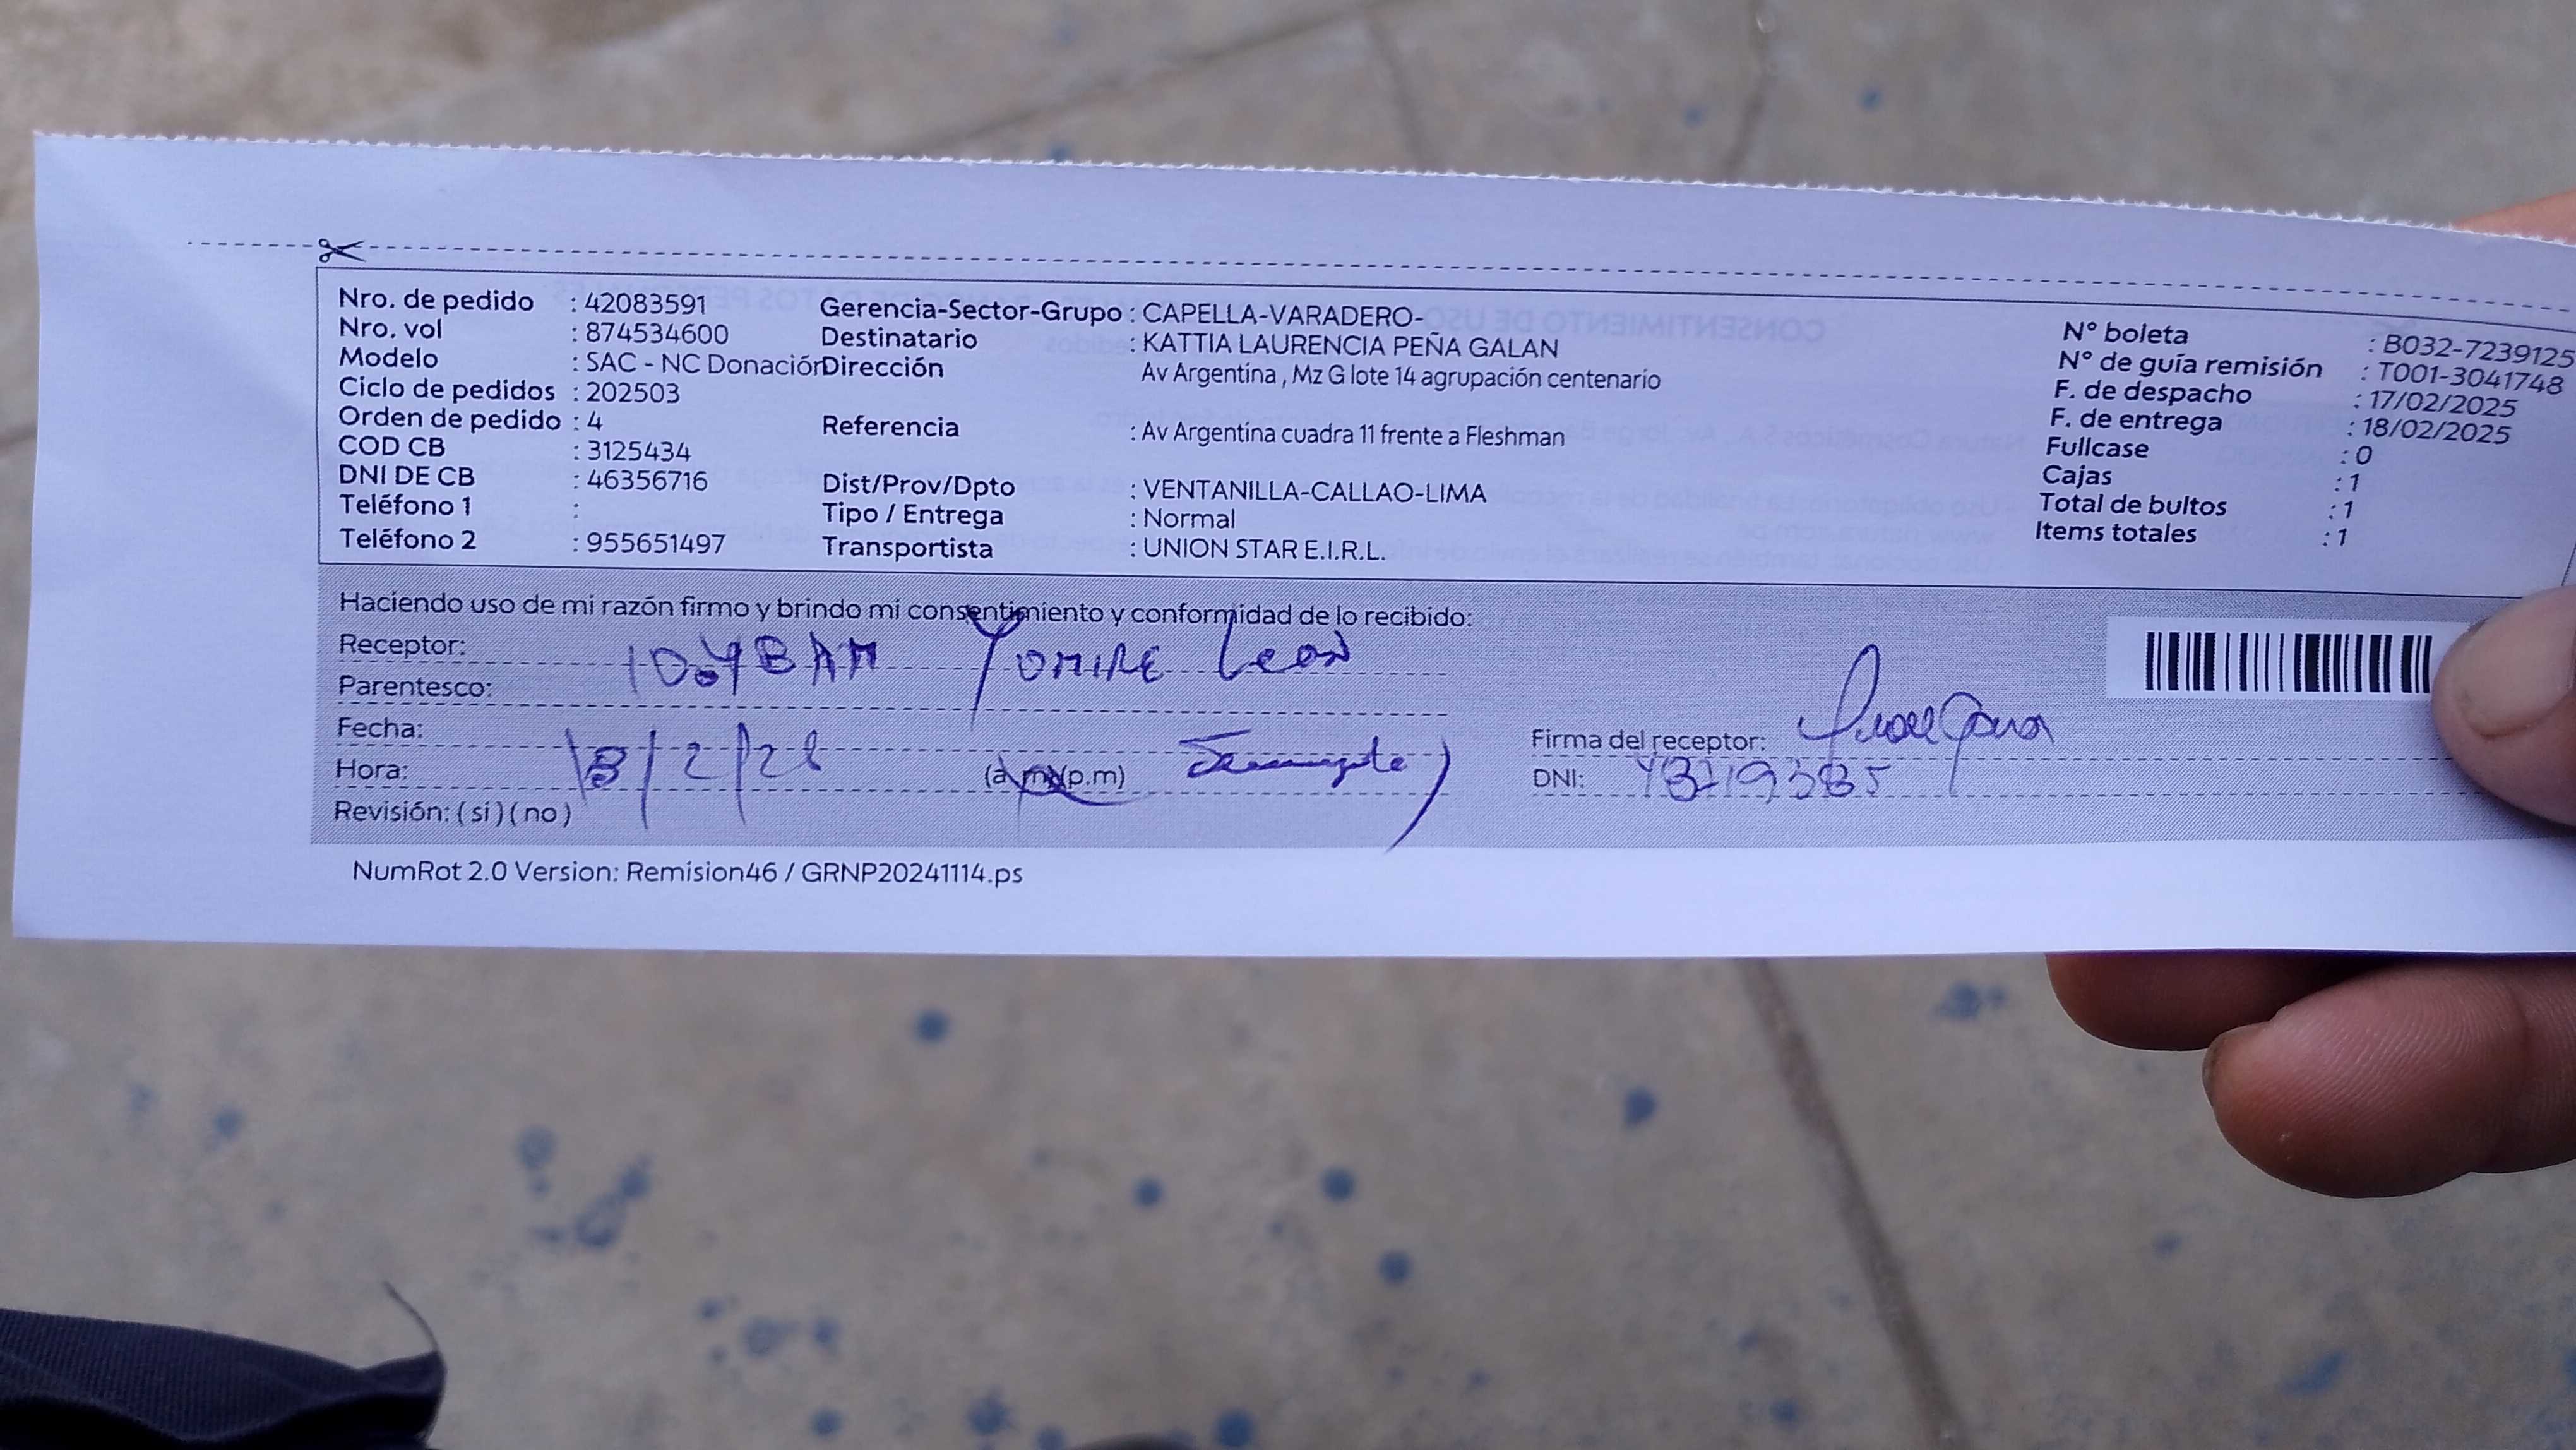 Nro. de pedido : 42083591
Nro. vol : 874534600
Modelo : SAC - NC Donación
Ciclo de pedidos : 202503
Orden de pedido : 4
COD CB : 3125434
DNI DE CB : 46356716
Teléfono 1 :
Teléfono 2 : 955651497
Gerencia-Sector-Grupo : CAPELLA-VARADERO-
Destinatario : KATTIA LAURENCIA PEÑA GALAN
Dirección Av Argentina , Mz G lote 14 agrupación centenario
Referencia : Av Argentina cuadra 11 frente a Fleshman
Dist/Prov/Dpto : VENTANILLA-CALLAO-LIMA
Tipo / Entrega : Normal
Transportista : UNION STAR E.I.R.L.
N° boleta : B032-7239125
N° de guía remisión : T001-3041748
F. de despacho : 17/02/2025
F. de entrega : 18/02/2025
Fullcase : 0
Cajas : 1
Total de bultos : 1
Items totales : 1
Haciendo uso de mi razón firmo y brindo mi consentimiento y conformidad de lo recibido:
Receptor: Leon
Parentesco:
Fecha:
Hora: (a.m)(p.m)
Revisión: ( si ) ( no )
Firma del receptor:
DNI:
NumRot 2.0 Version: Remision46 / GRNP20241114.ps